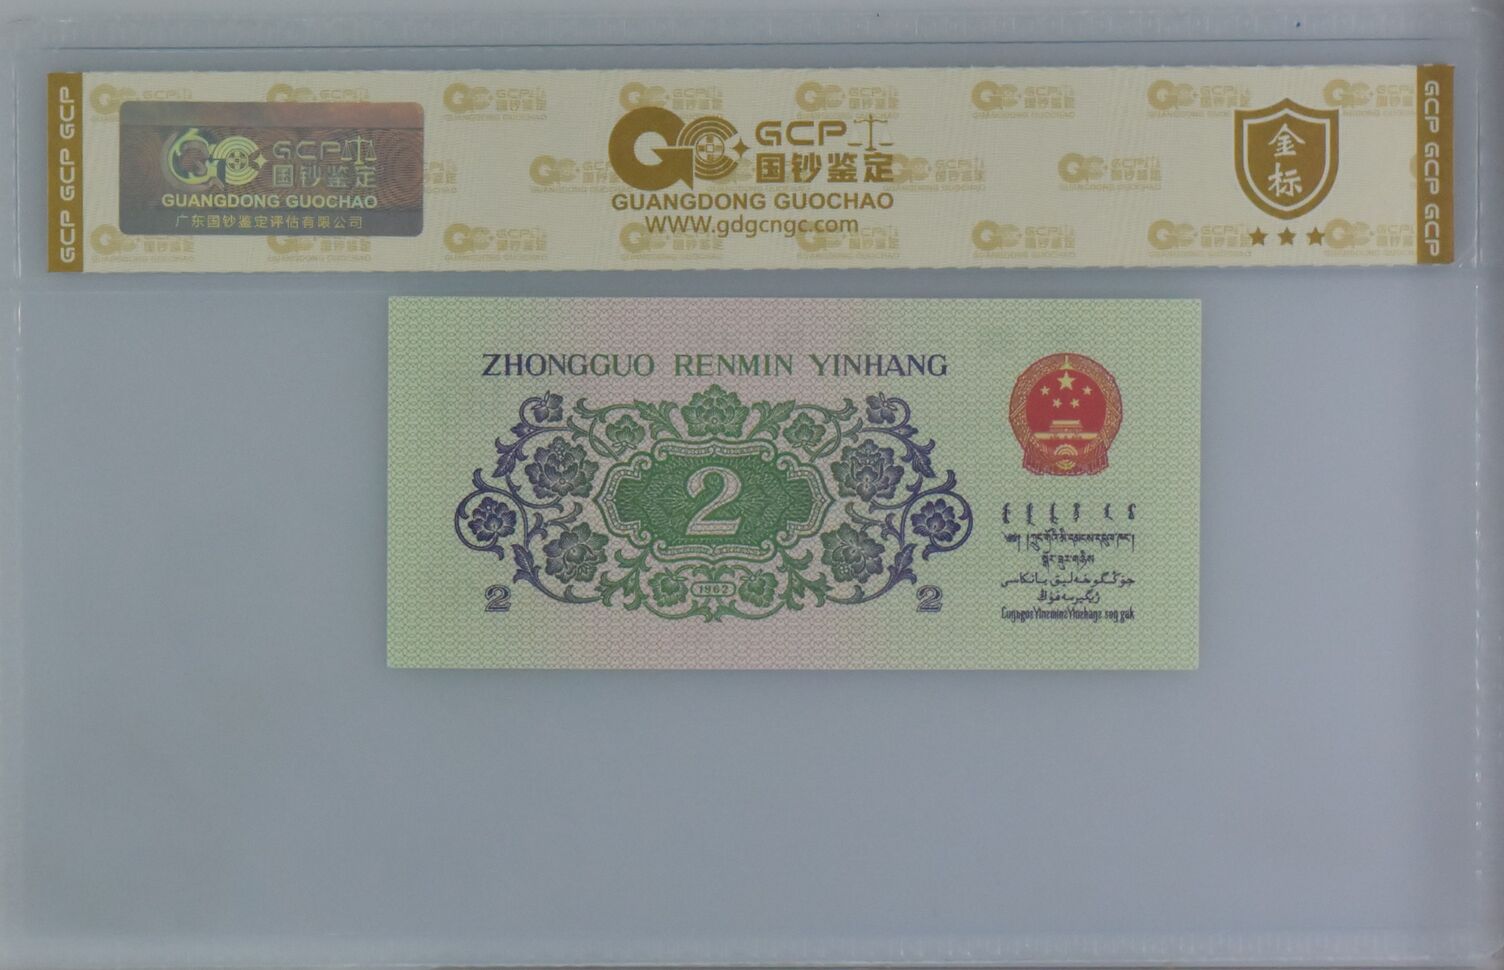 GCP GCP GCP
GCP
国钞鉴定
GUANGDONG GUOCHAO
广东国钞鉴定评估有限公司
GCP
国钞鉴定
GUANGDONG GUOCHAO
WWW.gdgcngc.com
金标
GCP GCP GCP
ZHONGGUO RENMIN YINHANG
2
1962
2
2